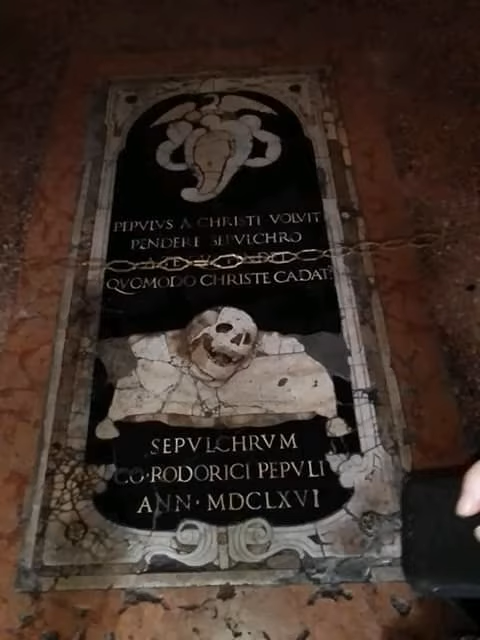 PEPVLVS A CHRISTI VOLVIT
PENDERE SEPVLCHRO
QVOMODO CHRISTE CADAT
SEPVLCHRVM
CO·RODORICI PEPVLI
ANN·MDCLXVI